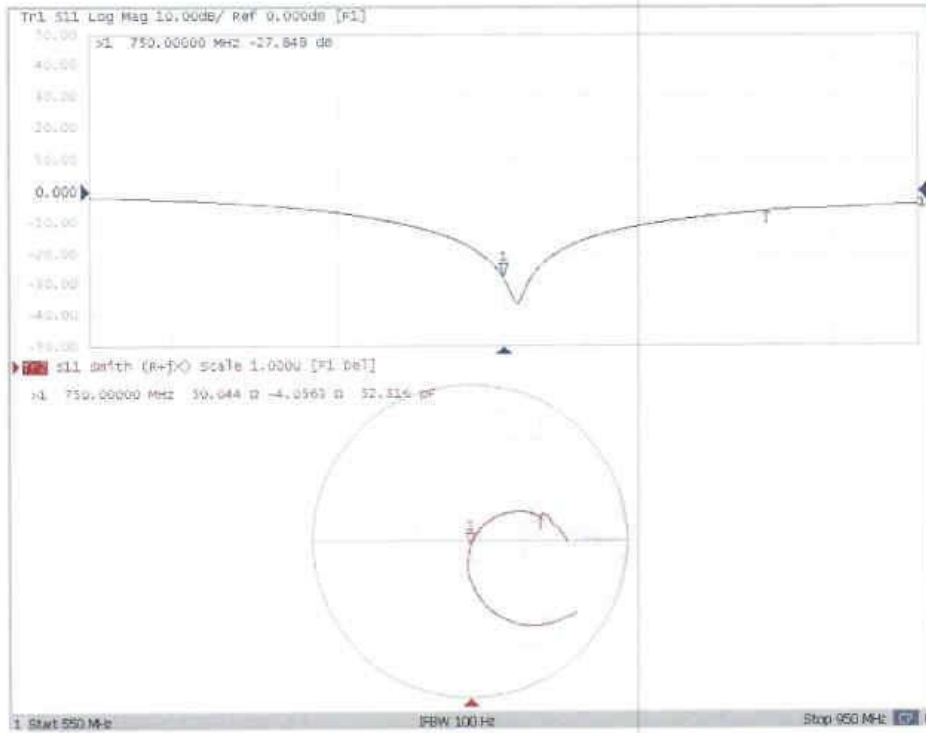 Tr1 S11 Log Mag 10.00dB/ Ref 0.000dB [F1]
50.00
>1 750.00000 MHz -27.848 dB
40.00
30.00
20.00
10.00
0.000
-10.00
-20.00
1
-30.00
-40.00
-50.00
Tr2 S11 Smith (R+jX) Scale 1.000U [F1 Del]
>1 750.00000 MHz 50.044 Ω -4.0563 Ω 52.316 pF
1 Start 550 MHz IFBW 100 Hz Stop 950 MHz